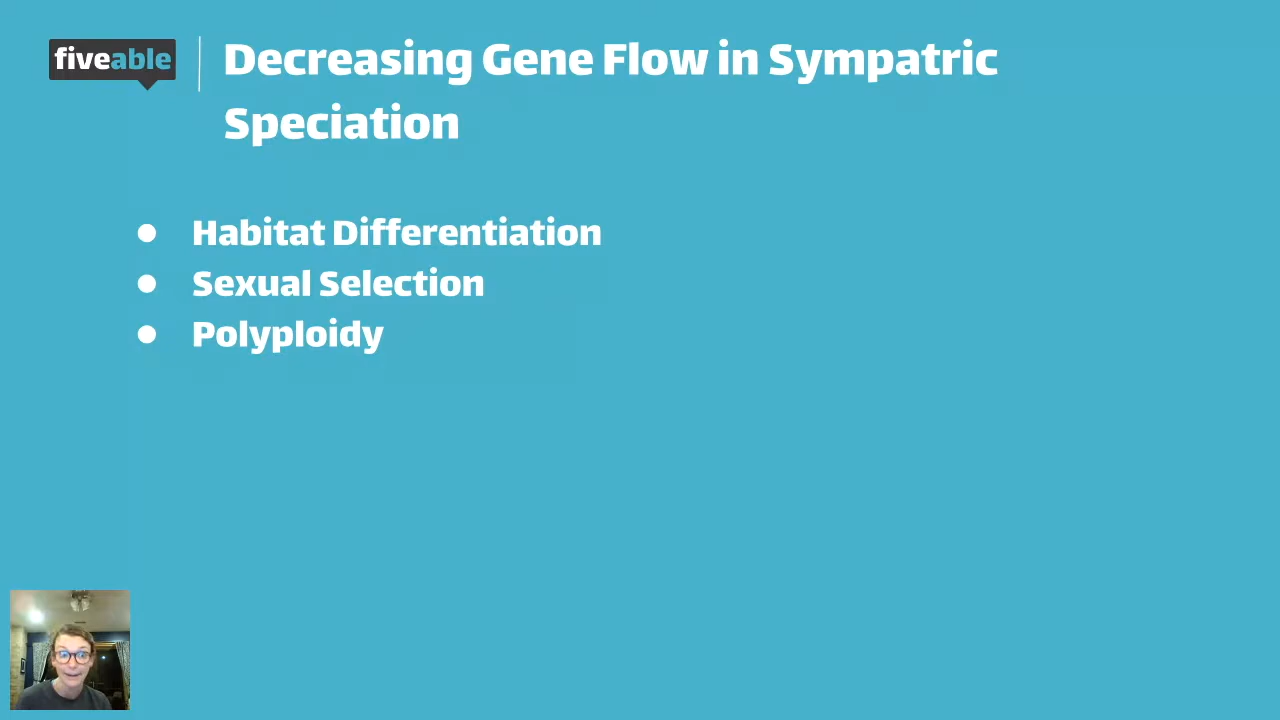 fiveable
Decreasing Gene Flow in Sympatric
Speciation
● Habitat Differentiation
● Sexual Selection
● Polyploidy